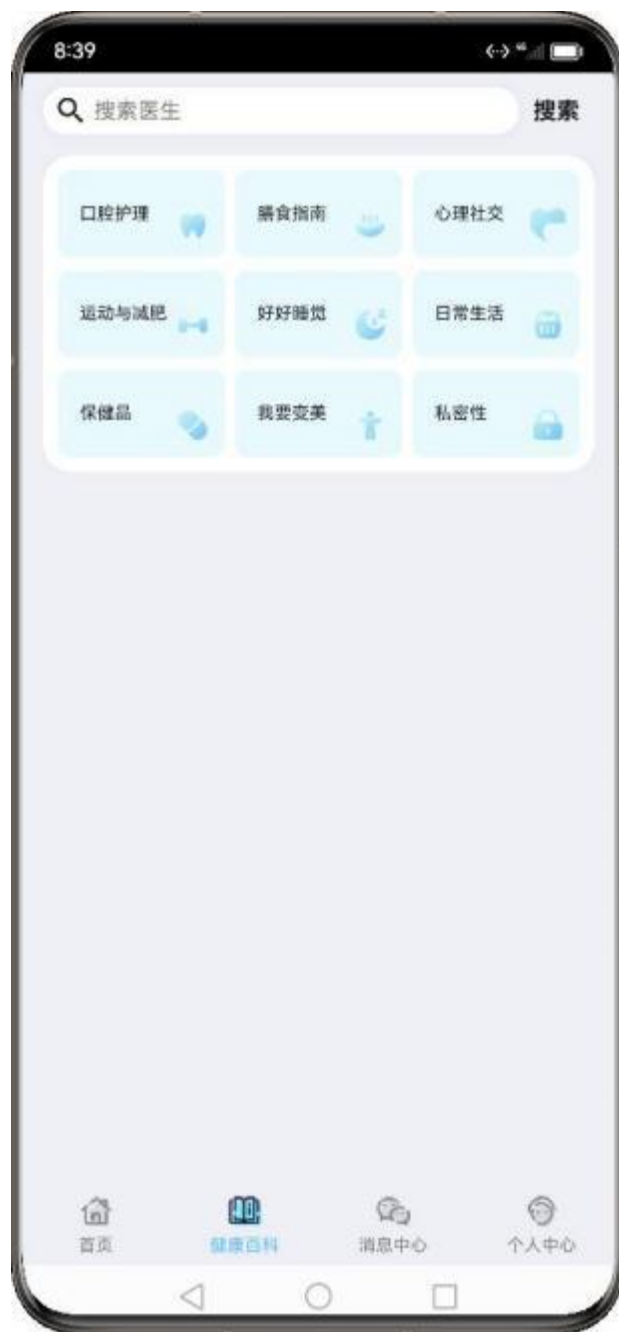 8:39
搜索医生 搜索
口腔护理 膳食指南 心理社交
运动与减肥 好好睡觉 日常生活
保健品 我要变美 私密性
首页 健康百科 消息中心 个人中心